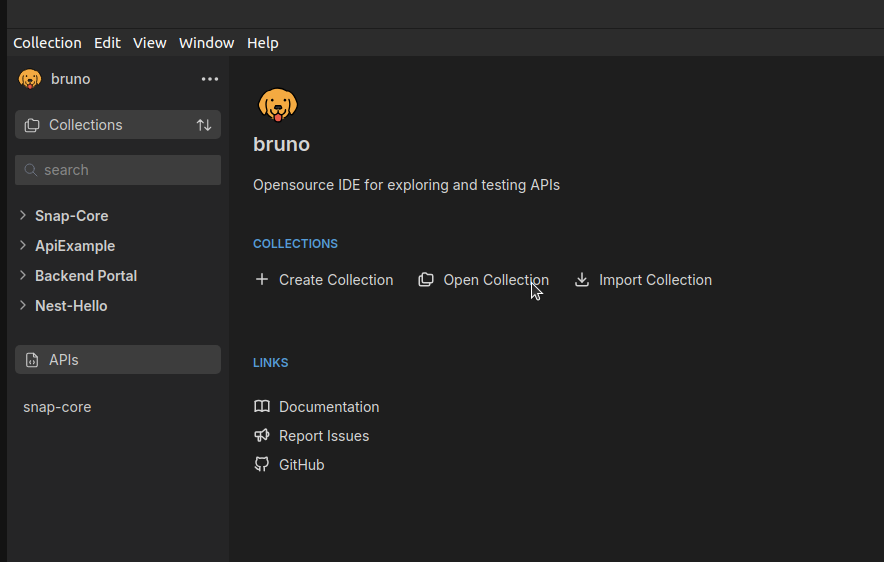 Collection Edit View Window Help
bruno
Collections
search
Snap-Core
ApiExample
Backend Portal
Nest-Hello
APIs
snap-core
bruno
Opensource IDE for exploring and testing APIs
COLLECTIONS
Create Collection Open Collection Import Collection
LINKS
Documentation
Report Issues
GitHub